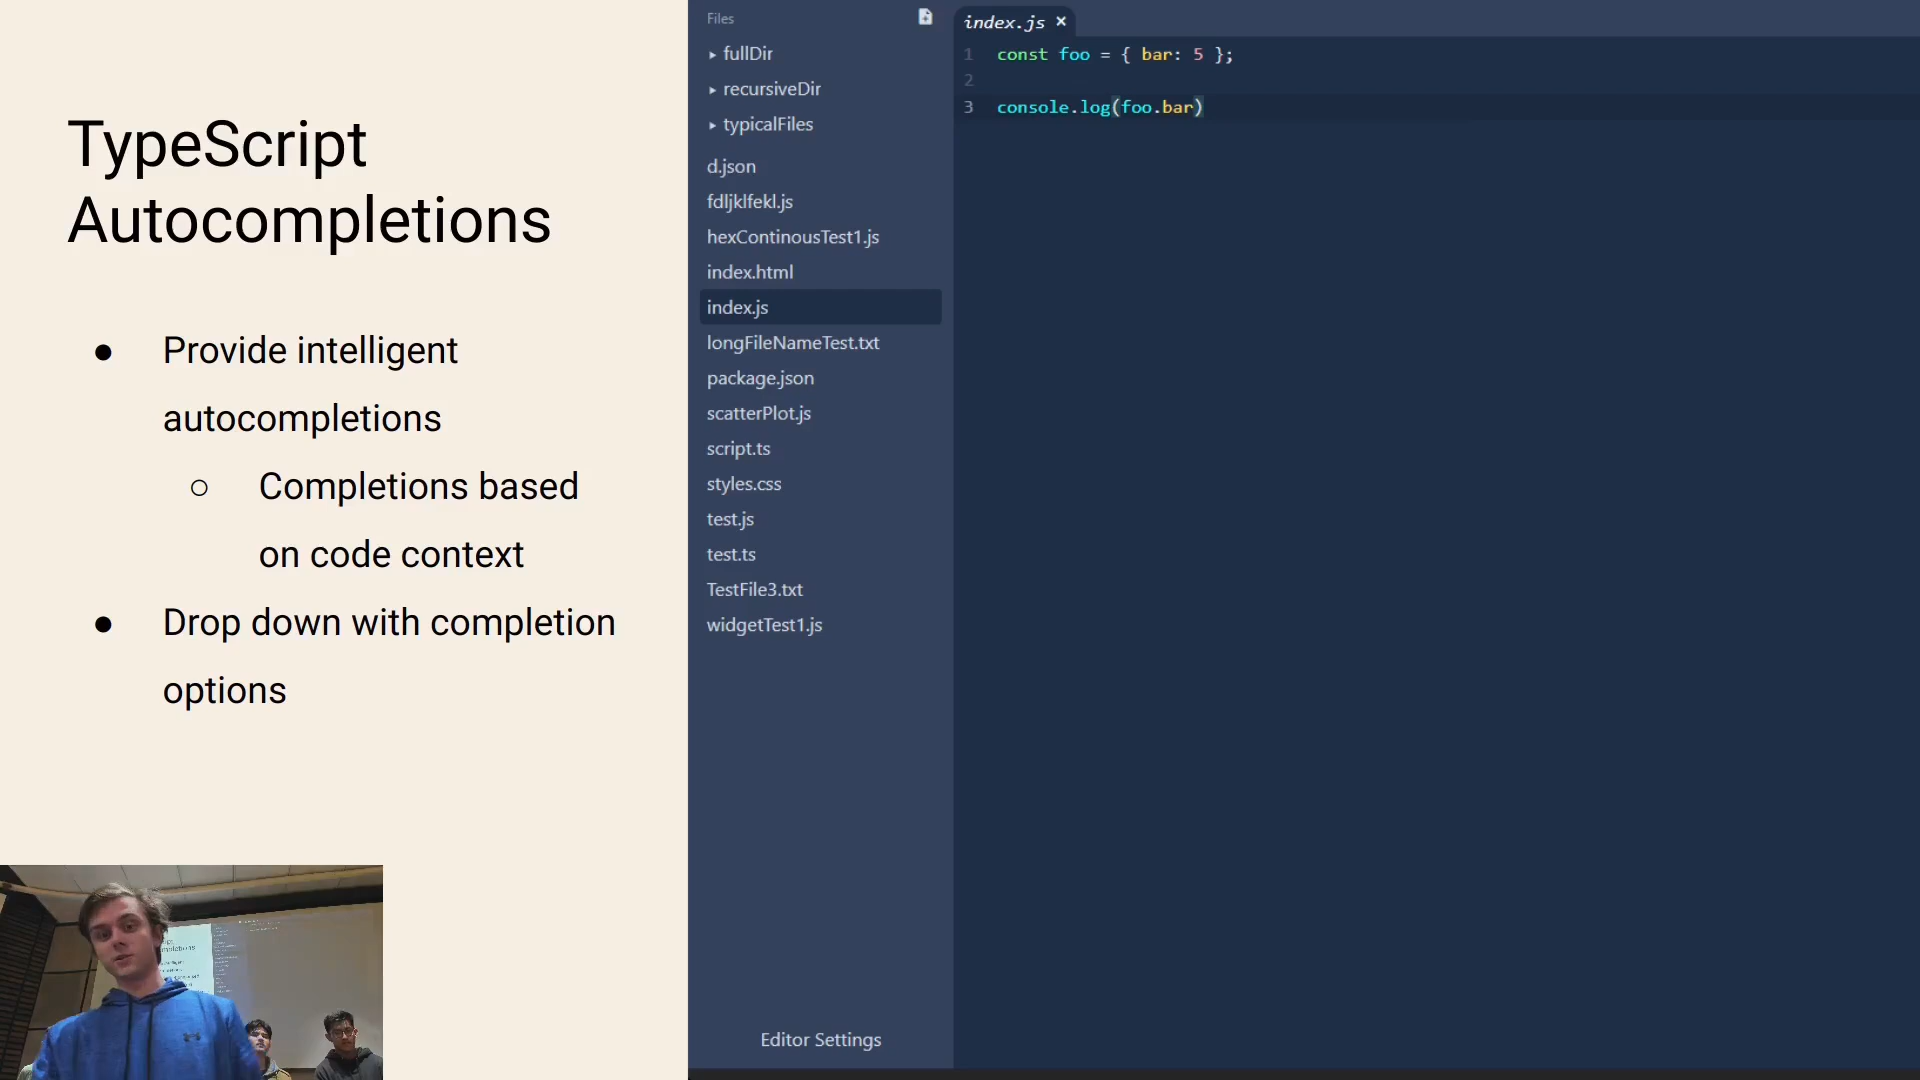 TypeScript
Autocompletions
● Provide intelligent
autocompletions
○ Completions based
on code context
● Drop down with completion
options
Files
fullDir
recursiveDir
typicalFiles
d.json
fdljklfekl.js
hexContinousTest1.js
index.html
index.js
longFileNameTest.txt
package.json
scatterPlot.js
script.ts
styles.css
test.js
test.ts
TestFile3.txt
widgetTest1.js
Editor Settings
index.js ×
1 const foo = { bar: 5 };
2
3 console.log(foo.bar)